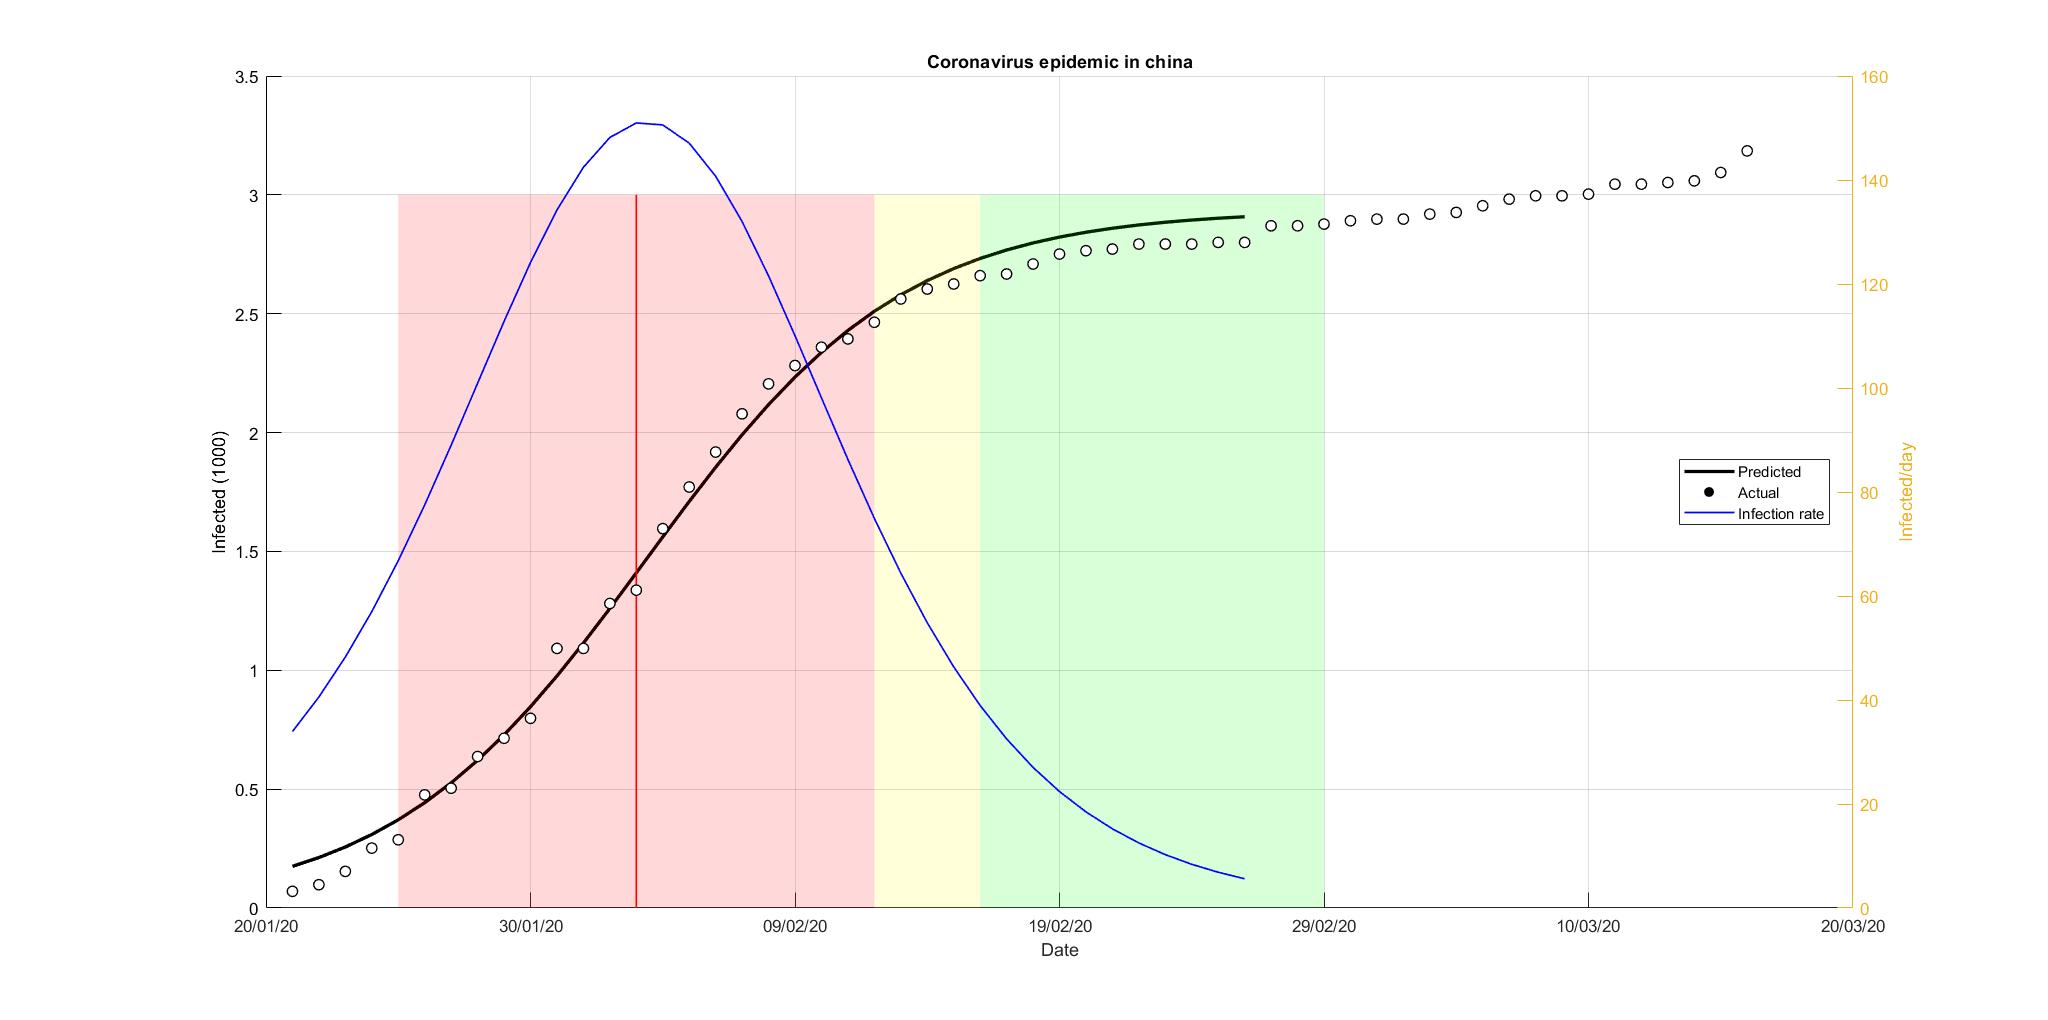 Coronavirus epidemic in china
3.5
3
2.5
2
1.5
1
0.5
0
Infected (1000)
160
140
120
100
80
60
40
20
0
Infected/day
Predicted
Actual
Infection rate
20/01/20 30/01/20 09/02/20 19/02/20 29/02/20 10/03/20 20/03/20
Date